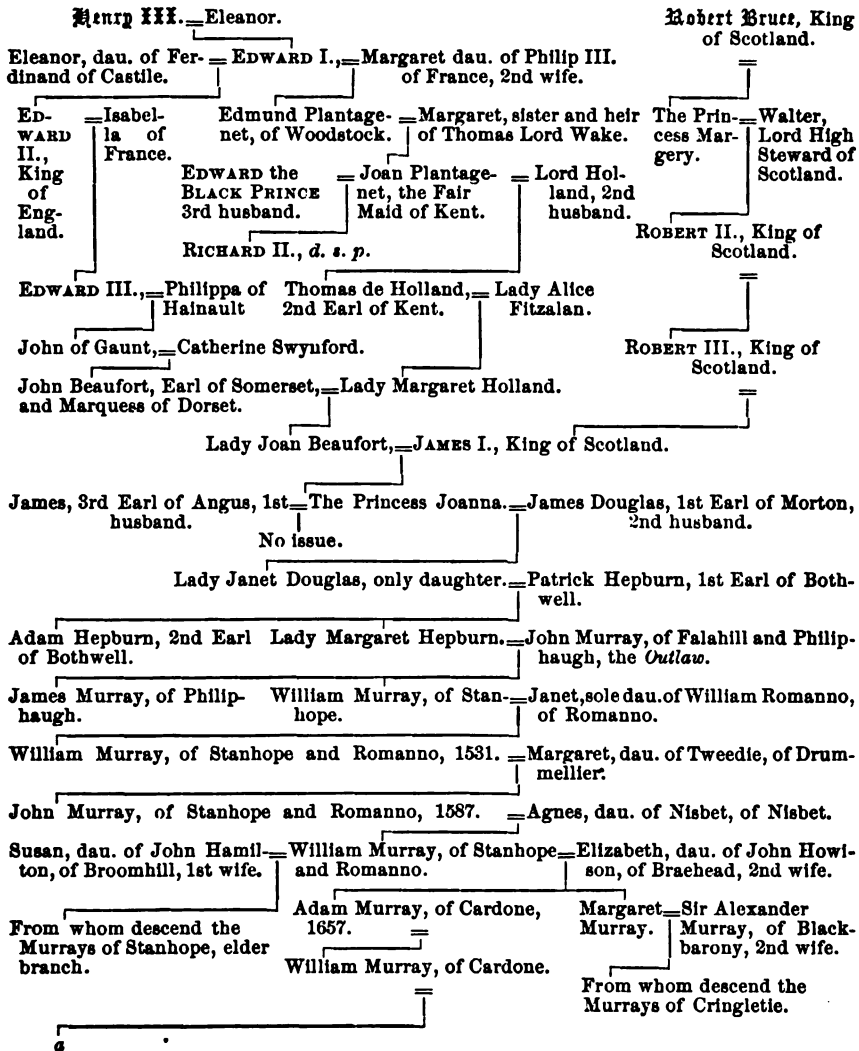 Henry III. = Eleanor.
Robert Bruce, King
of Scotland.
=
Eleanor, dau. of Fer- = EDWARD I., = Margaret dau. of Philip III.
dinand of Castile.
of France, 2nd wife.
ED-
WARD
II.,
King
of
Eng-
land.
= Isabel-
la of
France.
Edmund Plantage-
net, of Woodstock.
= Margaret, sister and heir
of Thomas Lord Wake.
The Prin-
cess Mar-
gery.
= Walter,
Lord High
Steward of
Scotland.
EDWARD the
BLACK PRINCE
3rd husband.
= Joan Plantage-
net, the Fair
Maid of Kent.
= Lord Hol-
land, 2nd
husband.
RICHARD II., d. s. p.
ROBERT II., King of
Scotland.
=
EDWARD III., = Philippa of
Hainault
Thomas de Holland, = Lady Alice
2nd Earl of Kent.
Fitzalan.
John of Gaunt, = Catherine Swynford.
ROBERT III., King of
Scotland.
=
John Beaufort, Earl of Somerset, = Lady Margaret Holland.
and Marquess of Dorset.
Lady Joan Beaufort, = JAMES I., King of Scotland.
James, 3rd Earl of Angus, 1st = The Princess Joanna. = James Douglas, 1st Earl of Morton,
husband.
2nd husband.
No issue.
Lady Janet Douglas, only daughter. = Patrick Hepburn, 1st Earl of Both-
well.
Adam Hepburn, 2nd Earl
of Bothwell.
Lady Margaret Hepburn. = John Murray, of Falahill and Philip-
haugh, the Outlaw.
James Murray, of Philip-
haugh.
William Murray, of Stan-
hope.
= Janet, sole dau. of William Romanno,
of Romanno.
William Murray, of Stanhope and Romanno, 1531. = Margaret, dau. of Tweedie, of Drum-
mellier.
John Murray, of Stanhope and Romanno, 1587. = Agnes, dau. of Nisbet, of Nisbet.
Susan, dau. of John Hamil-
ton, of Broomhill, 1st wife.
= William Murray, of Stanhope
and Romanno.
= Elizabeth, dau. of John Howi-
son, of Braehead, 2nd wife.
From whom descend the
Murrays of Stanhope, elder
branch.
Adam Murray, of Cardone,
1657. =
Margaret
Murray.
= Sir Alexander
Murray, of Black-
barony, 2nd wife.
William Murray, of Cardone.
=
From whom descend the
Murrays of Cringletie.
a